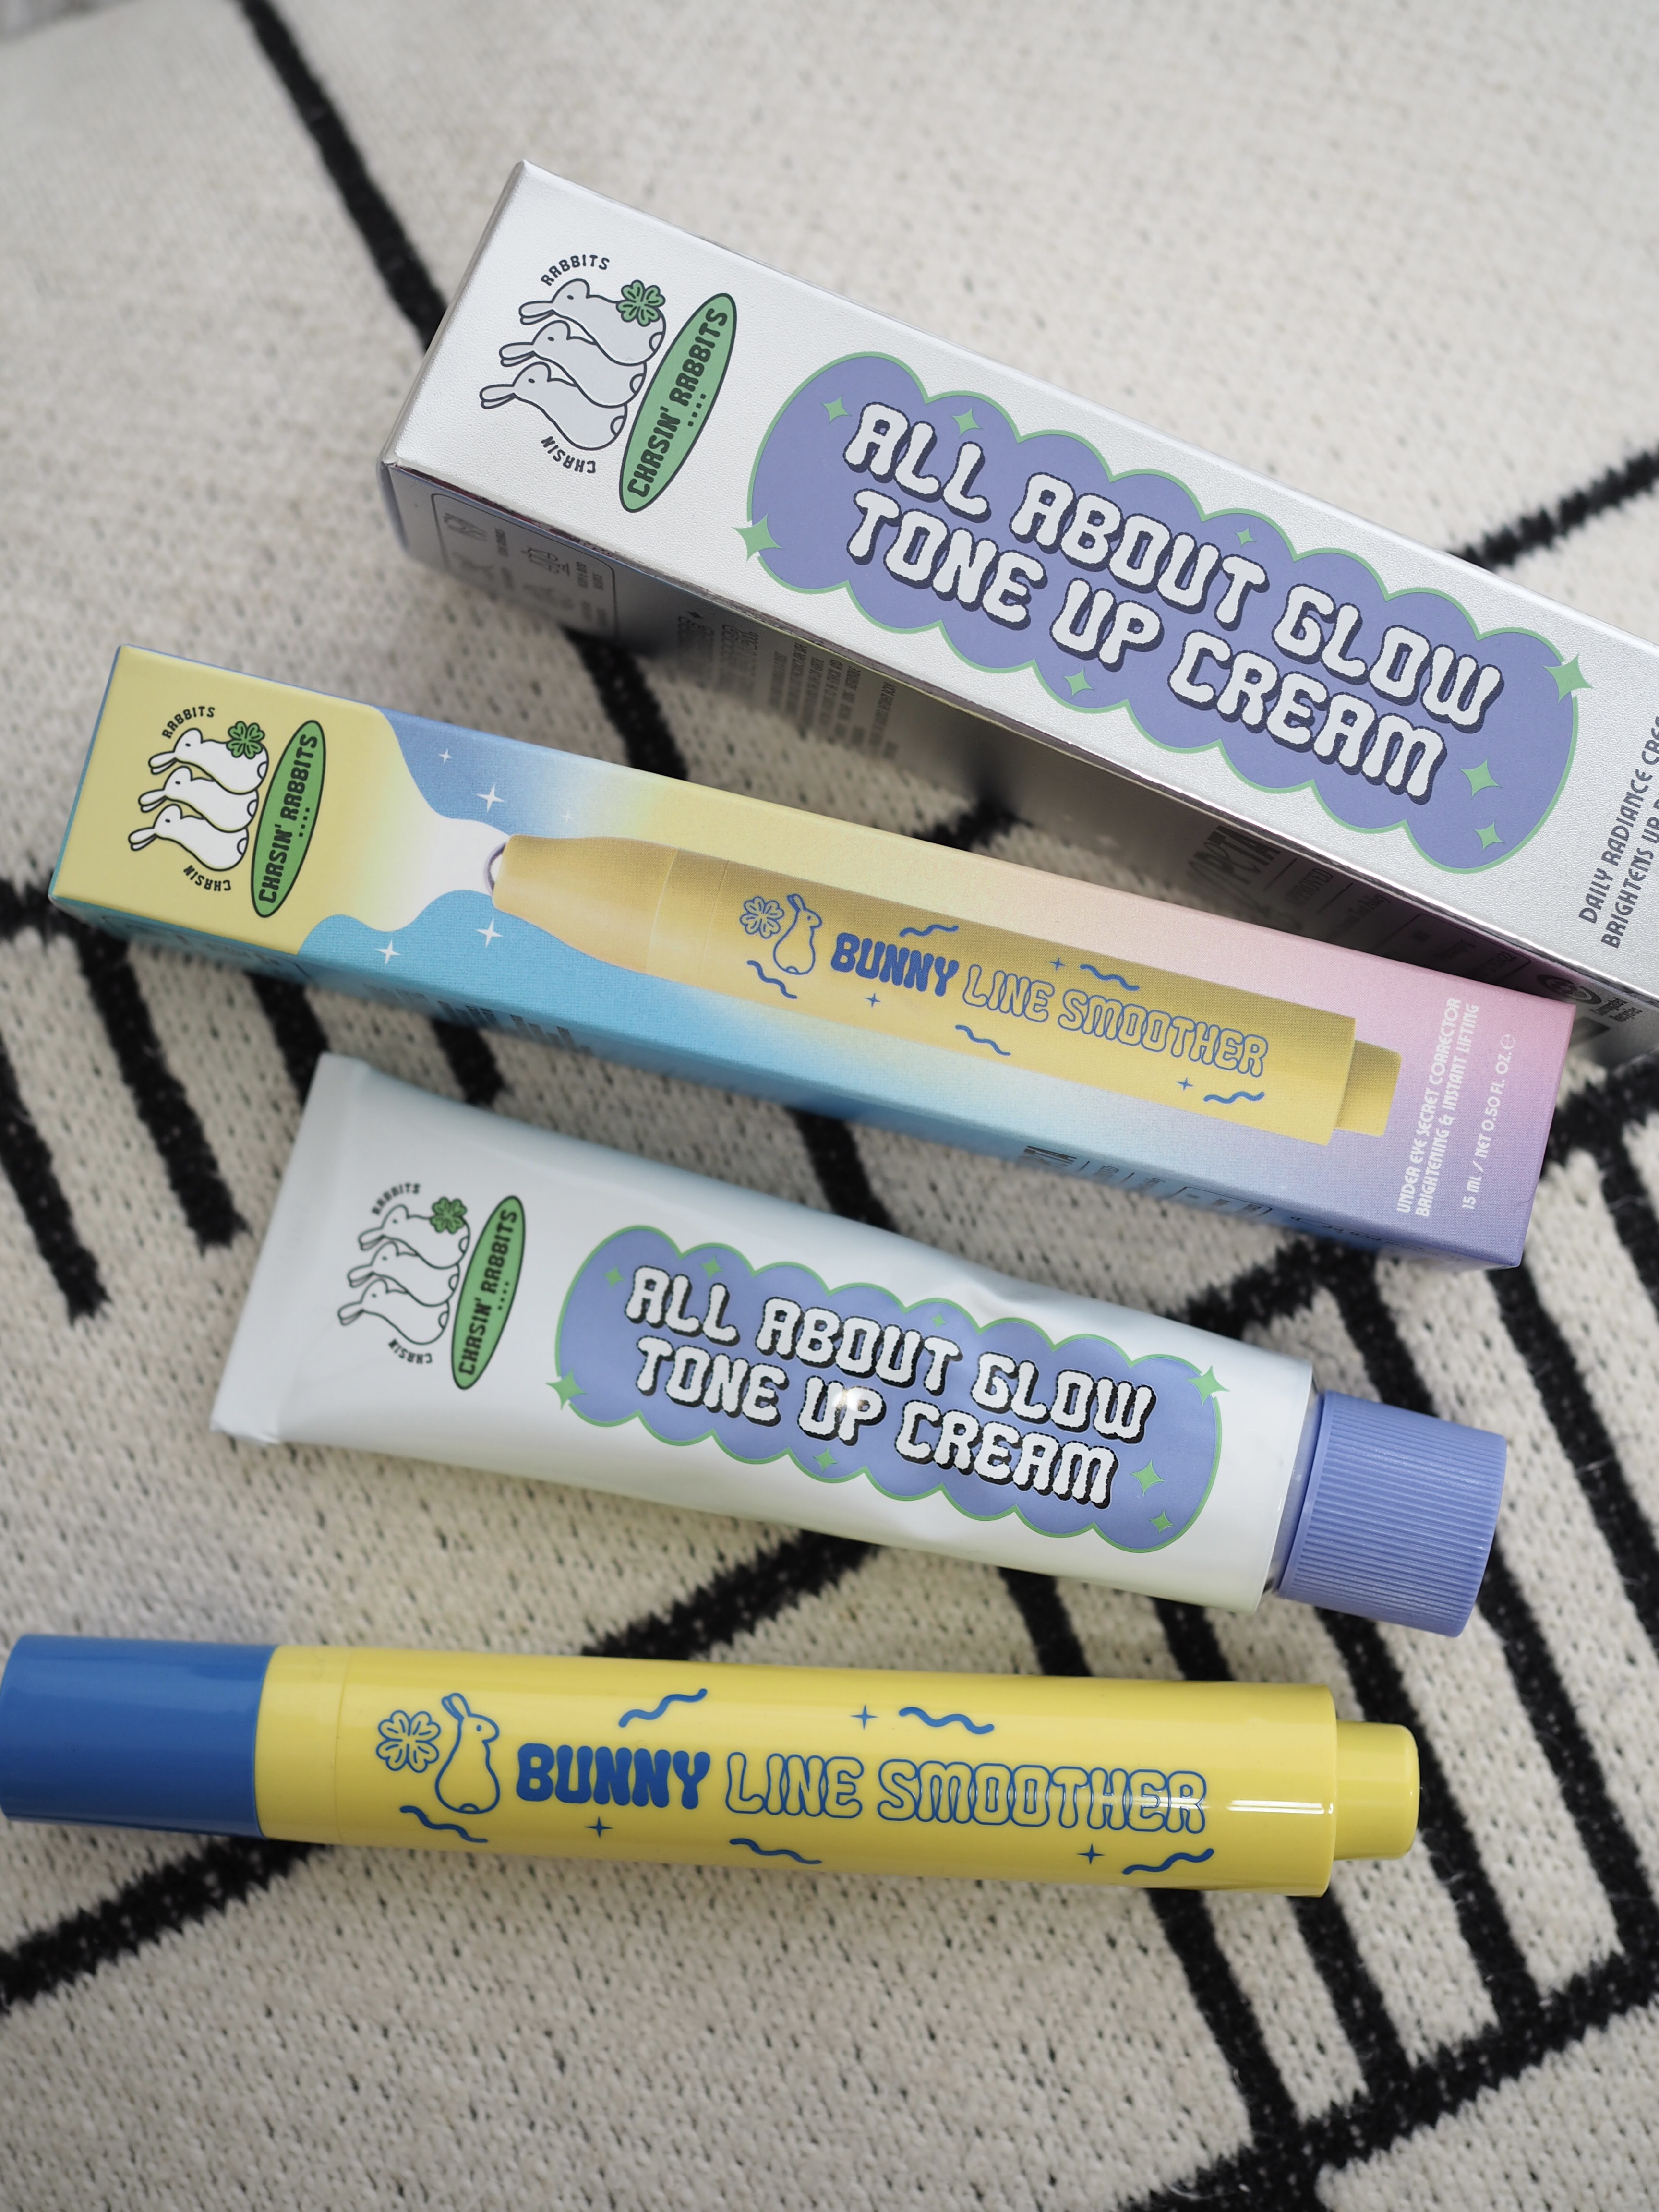 RABBITS
CHASIN
CHASIN' RABBITS
ALL ABOUT GLOW
TONE UP CREAM
DAILY RADIANCE
BRIGHTENS UP
RABBITS
CHASIN
CHASIN' RABBITS
BUNNY LINE SMOOTHER
UNDER EYE SECRET CORRECTOR
BRIGHTENING & INSTANT LIFTING
15 ML / NET 0.50 FL. OZ. ℮
RABBITS
CHASIN
CHASIN' RABBITS
ALL ABOUT GLOW
TONE UP CREAM
BUNNY LINE SMOOTHER